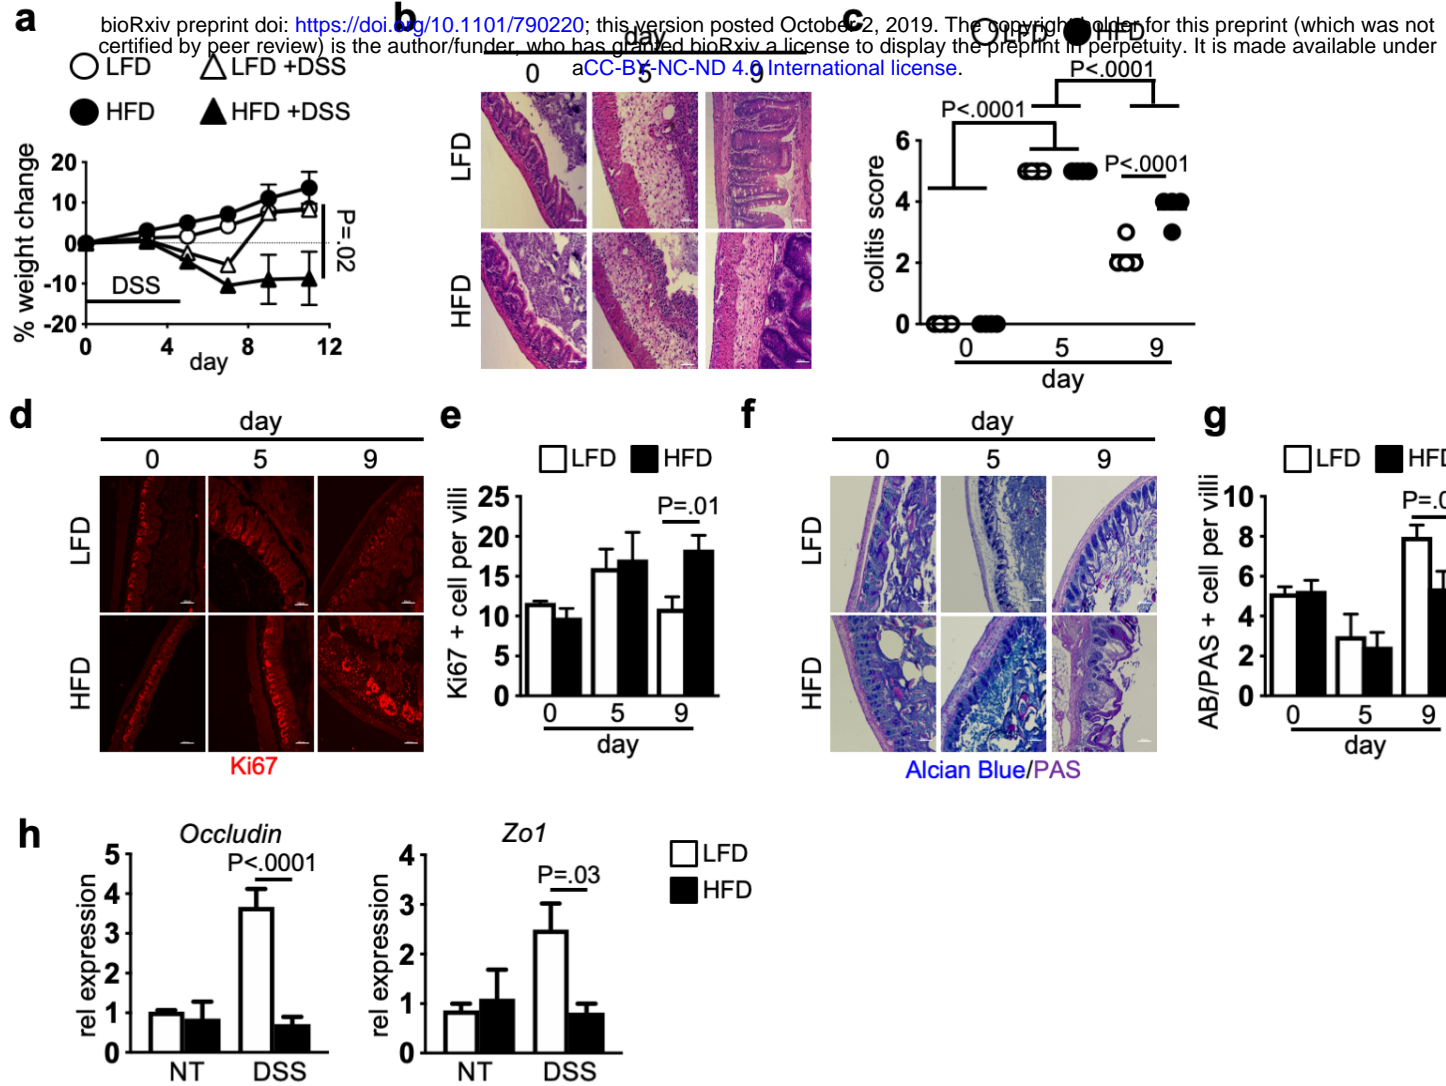 bioRxiv preprint doi: https://doi.org/10.1101/790220; this version posted October 2, 2019. The copyright holder for this preprint (which was not
certified by peer review) is the author/funder, who has granted bioRxiv a license to display the preprint in perpetuity. It is made available under
aCC-BY-NC-ND 4.0 International license.
a
LFD
LFD +DSS
HFD
HFD +DSS
% weight change
20
10
0
-10
-20
DSS
P=.02
0 4 8 12
day
b
day
0 5 9
LFD
HFD
c
LFD HFD
P<.0001
P<.0001
P<.0001
colitis score
6
4
2
0
0 5 9
day
d
day
0 5 9
LFD
HFD
Ki67
e
LFD HFD
Ki67 + cell per villi
25
20
15
10
5
0
P=.01
0 5 9
day
f
day
0 5 9
LFD
HFD
Alcian Blue/PAS
g
LFD
AB/PAS + cell per villi
10
8
6
4
2
0
0 5 9
day
h
Occludin
rel expression
5
4
3
2
1
0
P<.0001
NT DSS
Zo1
rel expression
4
3
2
1
0
P=.03
NT DSS
LFD
HFD